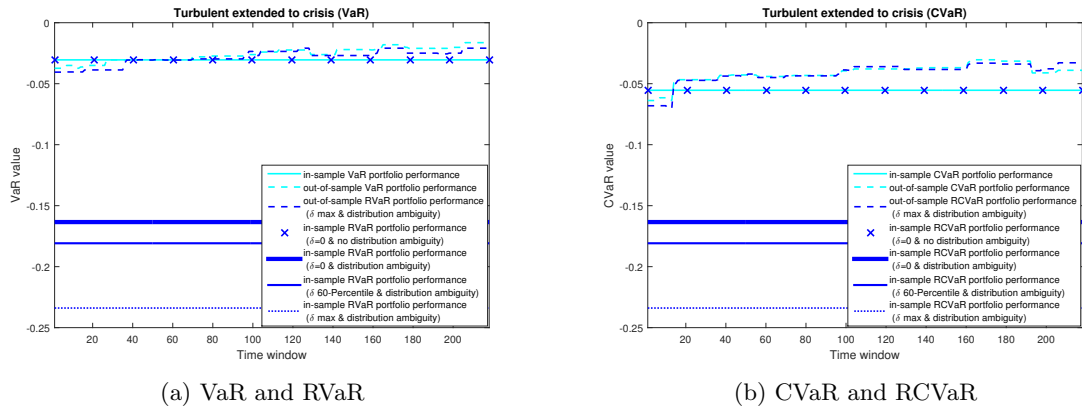 Turbulent extended to crisis (VaR)
0
-0.05
-0.1
-0.15
-0.2
-0.25
VaR value
20 40 60 80 100 120 140 160 180 200
Time window
in-sample VaR portfolio performance
out-of-sample VaR portfolio performance
out-of-sample RVaR portfolio performance
(δ max & distribution ambiguity)
in-sample RVaR portfolio performance
(δ=0 & no distribution ambiguity)
in-sample RVaR portfolio performance
(δ=0 & distribution ambiguity)
in-sample RVaR portfolio performance
(δ 60-Percentile & distribution ambiguity)
in-sample RVaR portfolio performance
(δ max & distribution ambiguity)
(a) VaR and RVaR
Turbulent extended to crisis (CVaR)
0
-0.05
-0.1
-0.15
-0.2
-0.25
CVaR value
20 40 60 80 100 120 140 160 180 200
Time window
in-sample CVaR portfolio performance
out-of-sample CVaR portfolio performance
out-of-sample RCVaR portfolio performance
(δ max & distribution ambiguity)
in-sample RCVaR portfolio performance
(δ=0 & no distribution ambiguity)
in-sample RCVaR portfolio performance
(δ=0 & distribution ambiguity)
in-sample RCVaR portfolio performance
(δ 60-Percentile & distribution ambiguity)
in-sample RCVaR portfolio performance
(δ max & distribution ambiguity)
(b) CVaR and RCVaR